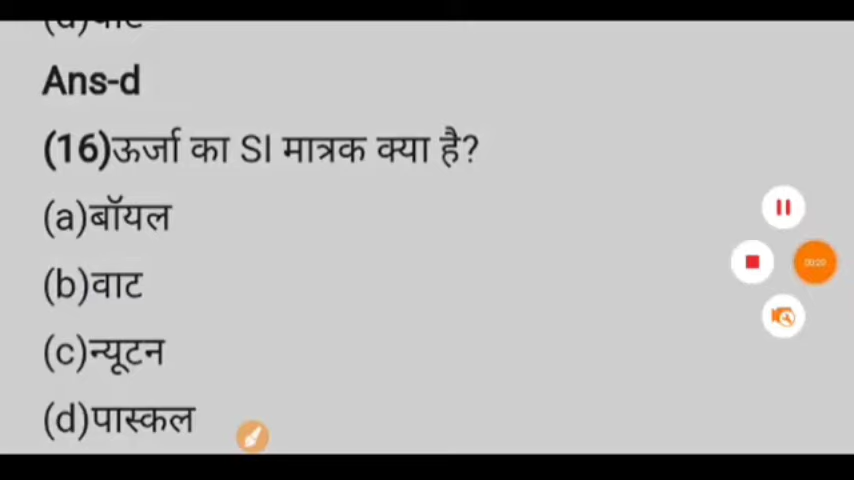 Ans-d
(16)ऊर्जा का SI मात्रक क्या है?
(a)बॉयल
(b)वाट
(c)न्यूटन
(d)पास्कल